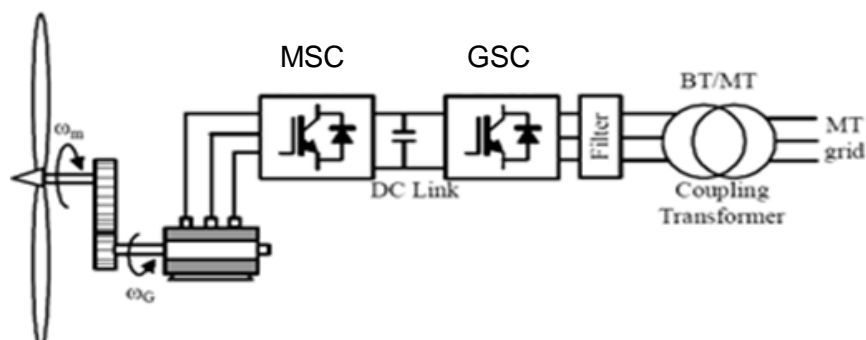 MSC
GSC
BT/MT
ωm
Filter
MT
grid
DC Link
Coupling
Transformer
ωG